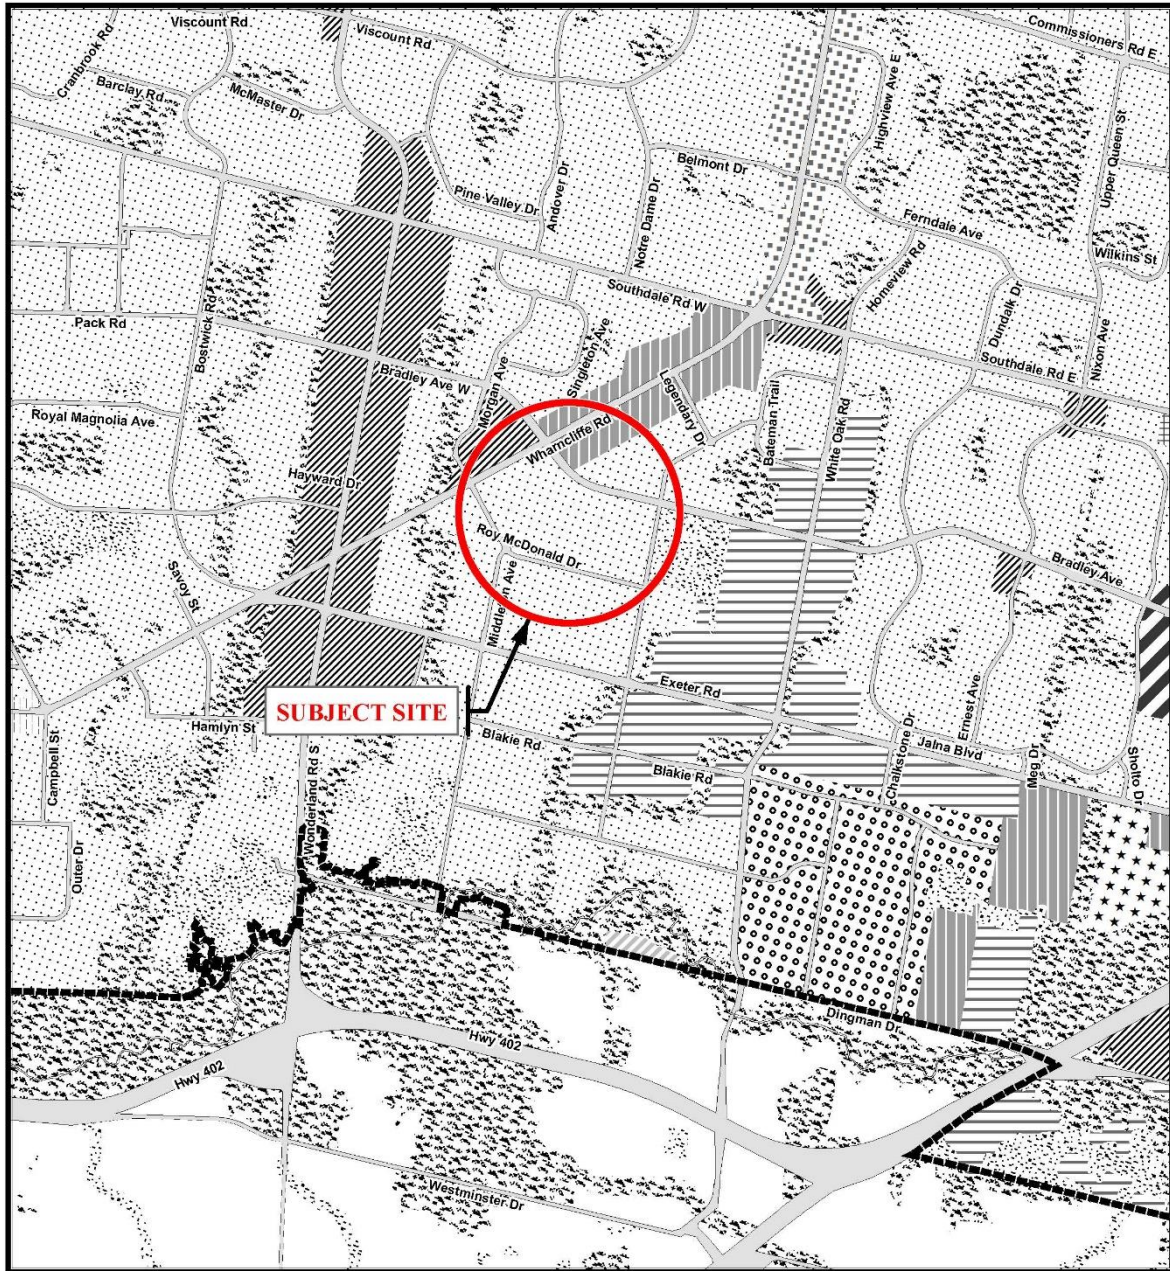 Viscount Rd
Viscount Rd
Commissioners Rd E
Cranbrook Rd
Barclay Rd
McMaster Dr
Highview Ave E
Upper Queen St
Belmont Dr
Pine Valley Dr
Andover Dr
Notre Dame Dr
Ferndale Ave
Wilkins St
Homeview Rd
Southdale Rd W
Dundalk Dr
Pack Rd
Bostwick Rd
Singleton Ave
Southdale Rd E
Nixon Ave
Bradley Ave W
Morgan Ave
Legendary Dr
Bateman Trail
White Oak Rd
Royal Magnolia Ave
Wharncliffe Rd
Hayward Dr
Roy McDonald Dr
Bradley Ave
Savoy St
Middleton Ave
Exeter Rd
SUBJECT SITE
Ernest Ave
Hamlyn St
Campbell St
Blakie Rd
Chalkstone Dr
Jalna Blvd
Meg Dr
Sholto Dr
Blakie Rd
Wonderland Rd S
Outer Dr
Dingman Dr
Hwy 402
Hwy 402
Westminster Dr